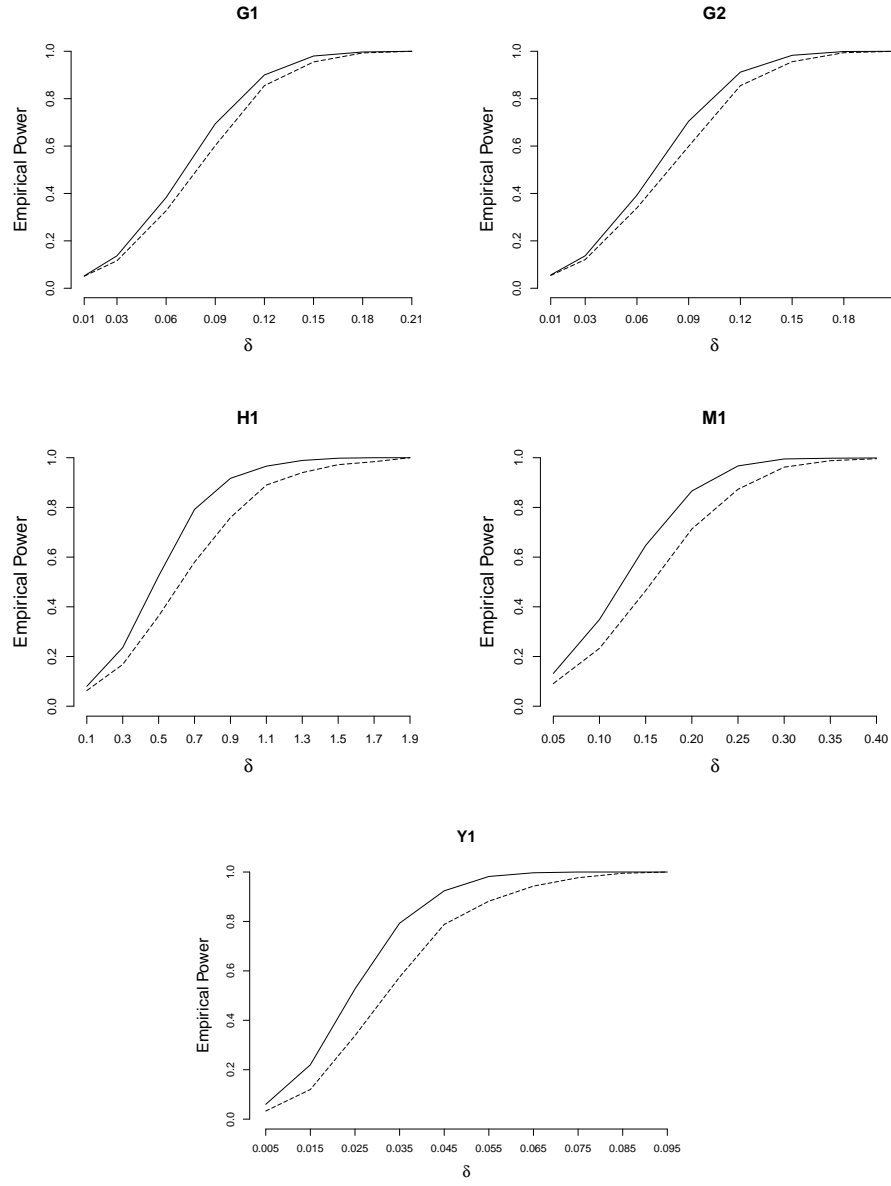 G1
Empirical Power
1.0
0.8
0.6
0.4
0.2
0.0
0.01 0.03 0.06 0.09 0.12 0.15 0.18 0.21
δ
G2
Empirical Power
1.0
0.8
0.6
0.4
0.2
0.0
0.01 0.03 0.06 0.09 0.12 0.15 0.18
δ
H1
Empirical Power
1.0
0.8
0.6
0.4
0.2
0.0
0.1 0.3 0.5 0.7 0.9 1.1 1.3 1.5 1.7 1.9
δ
M1
Empirical Power
1.0
0.8
0.6
0.4
0.2
0.0
0.05 0.10 0.15 0.20 0.25 0.30 0.35 0.40
δ
Y1
Empirical Power
1.0
0.8
0.6
0.4
0.2
0.0
0.005 0.015 0.025 0.035 0.045 0.055 0.065 0.075 0.085 0.095
δ